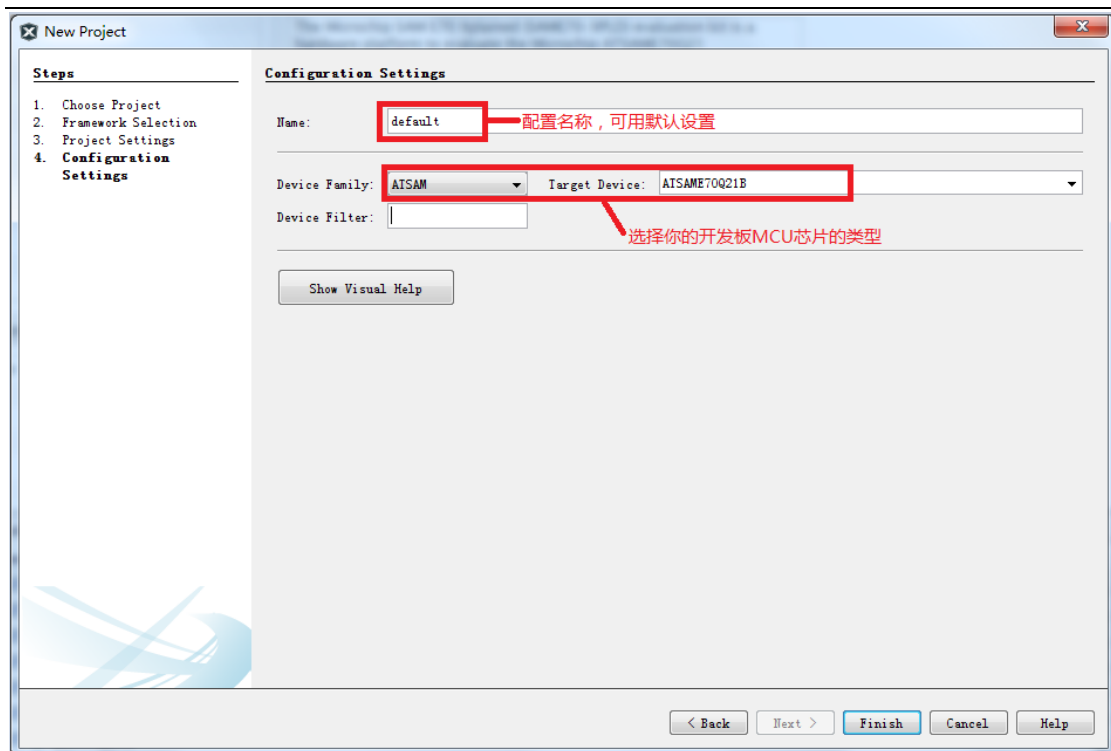 New Project
Steps
1. Choose Project
2. Framework Selection
3. Project Settings
4. Configuration
Settings
Configuration Settings
Name:
default
配置名称，可用默认设置
Device Family:
ATSAM
Target Device:
ATSAME70Q21B
Device Filter:
选择你的开发板MCU芯片的类型
Show Visual Help
< Back
Next >
Finish
Cancel
Help